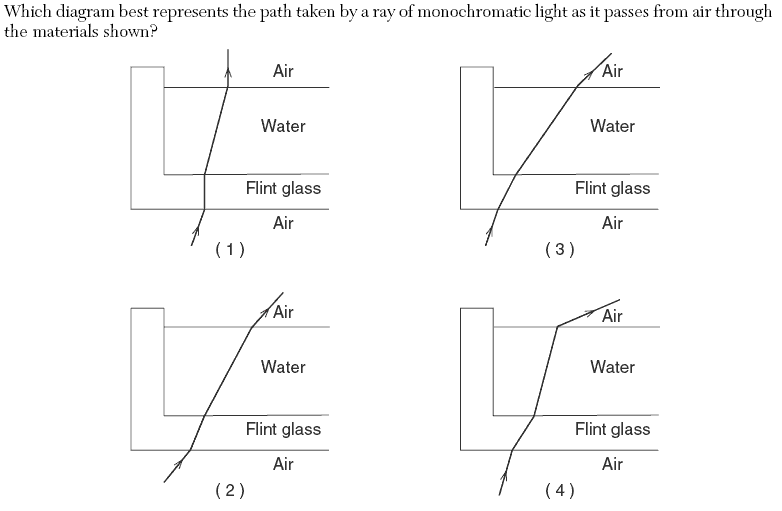 Which diagram best represents the path taken by a ray of monochromatic light as it passes from air through
the materials shown?
Air
Water
Flint glass
Air
(1)
Air
Water
Flint glass
Air
(3)
Air
Water
Flint glass
Air
(2)
Air
Water
Flint glass
Air
(4)